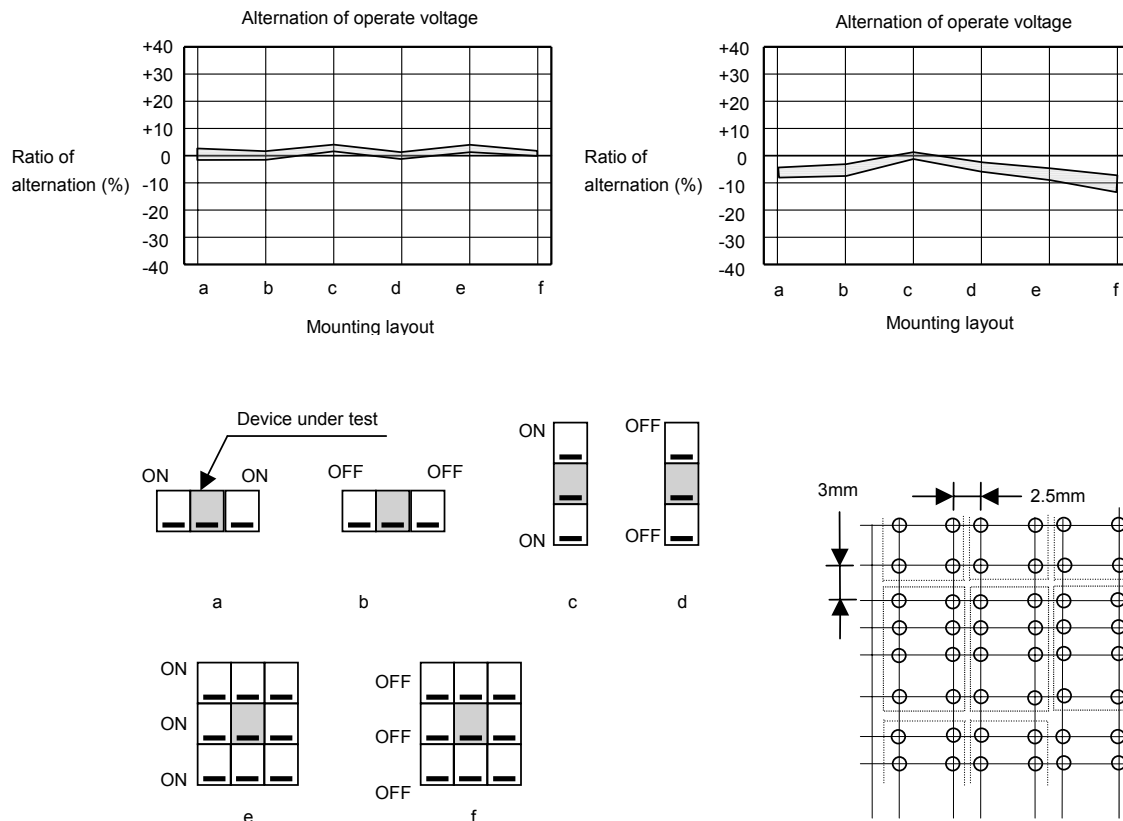 Alternation of operate voltage
+40
+30
+20
+10
0
-10
-20
-30
-40
Ratio of
alternation (%)
a b c d e f
Mounting layout
Alternation of operate voltage
+40
+30
+20
+10
0
-10
-20
-30
-40
Ratio of
alternation (%)
a b c d e f
Mounting layout
Device under test
ON ON
a
OFF OFF
b
ON
ON
c
OFF
OFF
d
ON
ON
ON
e
OFF
OFF
OFF
f
3mm
2.5mm